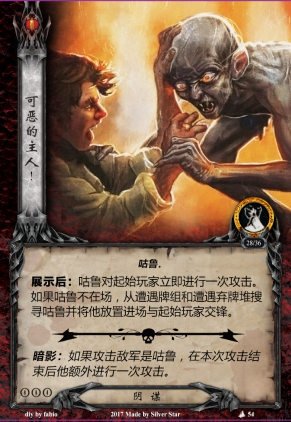 可恶的主人！
28/36
咕鲁.
展示后：咕鲁对起始玩家立即进行一次攻击。
如果咕鲁不在场，从遭遇牌组和遭遇弃牌堆搜
寻咕鲁并将他放置进场与起始玩家交锋。
暗影：如果攻击敌军是咕鲁，在本次攻击结
束后他额外进行一次攻击。
阴谋
diy by fabio
2017 Made by Silver Star
54